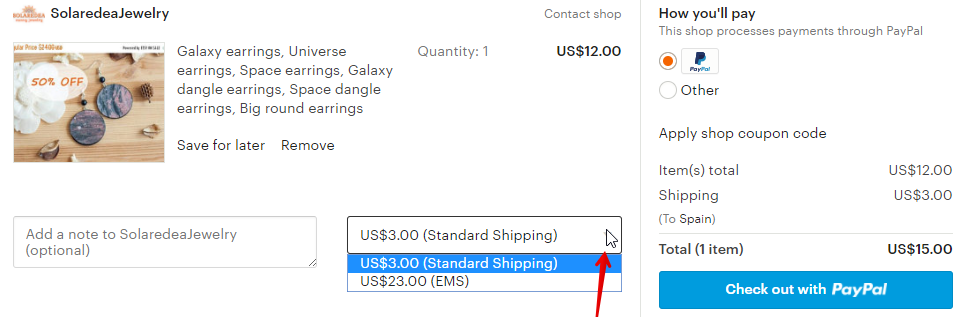 SOLAREDEA
SolaredeaJewelry
Contact shop
Galaxy earrings, Universe
earrings, Space earrings, Galaxy
dangle earrings, Space dangle
earrings, Big round earrings
Quantity: 1
US$12.00
50% OFF
Save for later Remove
Add a note to SolaredeaJewelry
(optional)
US$3.00 (Standard Shipping)
US$3.00 (Standard Shipping)
US$23.00 (EMS)
How you'll pay
This shop processes payments through PayPal
PayPal
Other
Apply shop coupon code
Item(s) total US$12.00
Shipping US$3.00
(To Spain)
Total (1 item) US$15.00
Check out with PayPal